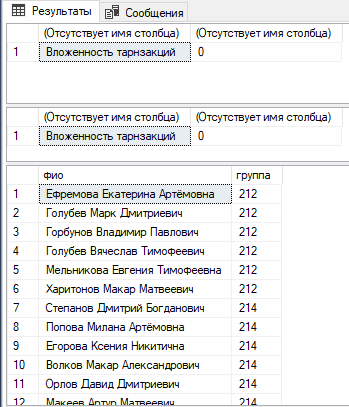 Результаты Сообщения
(Отсутствует имя столбца) (Отсутствует имя столбца)
1 Вложенность тарнзакций 0
(Отсутствует имя столбца) (Отсутствует имя столбца)
1 Вложенность тарнзакций 0
фио группа
1 Ефремова Екатерина Артёмовна 212
2 Голубев Марк Дмитриевич 212
3 Горбунов Владимир Павлович 212
4 Голубев Вячеслав Тимофеевич 212
5 Мельникова Евгения Тимофеевна 212
6 Харитонов Макар Матвеевич 212
7 Степанов Дмитрий Богданович 214
8 Попова Милана Артёмовна 214
9 Егорова Ксения Никитична 214
10 Волков Макар Александрович 214
11 Орлов Давид Дмитриевич 214
12 Макеев Артур Матвеевич 214